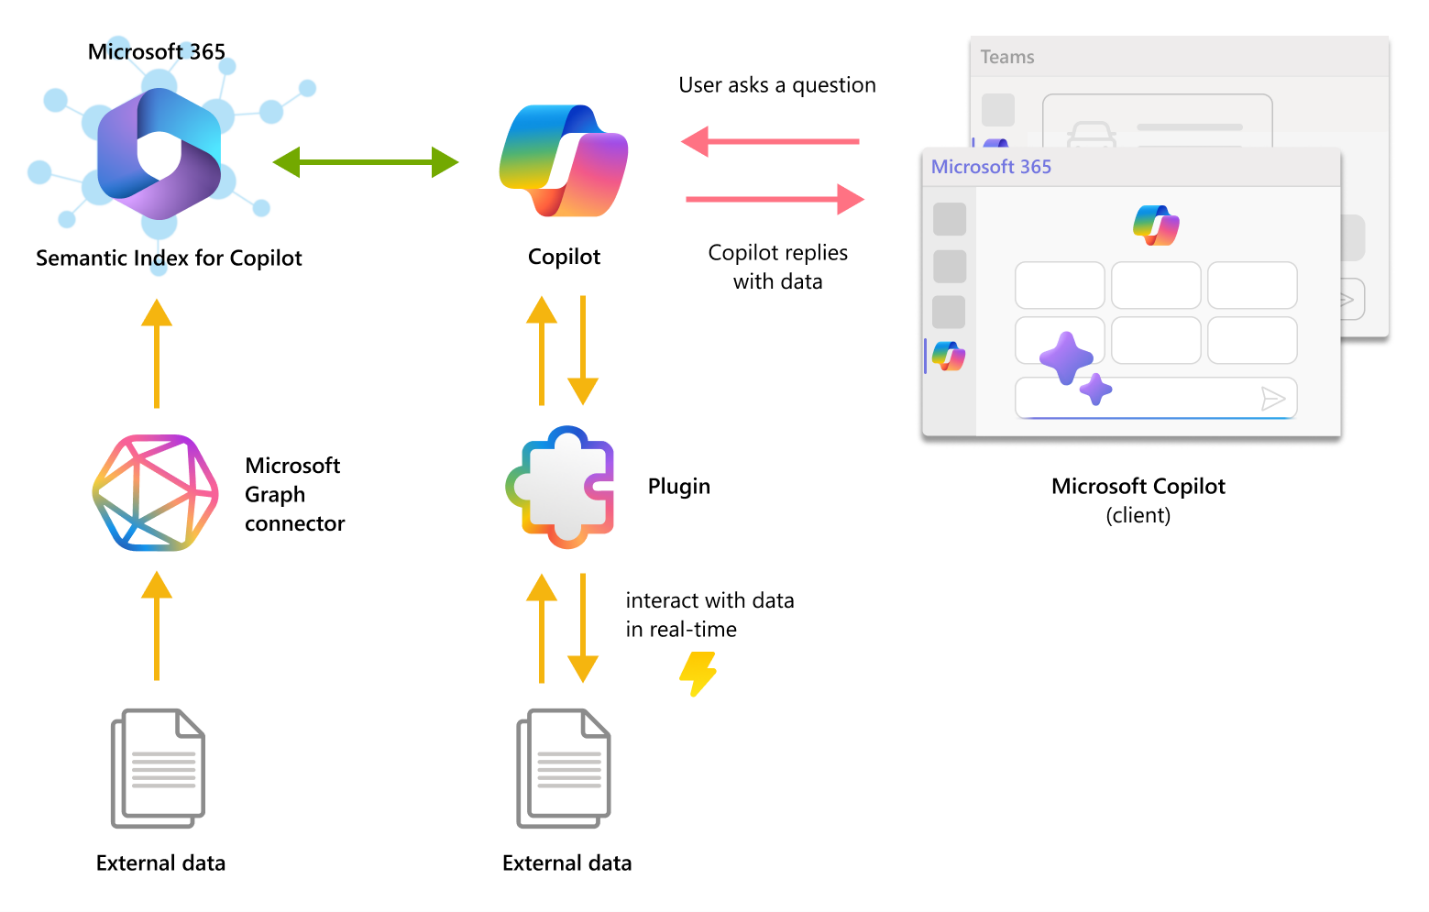 Microsoft 365
Semantic Index for Copilot
Copilot
User asks a question
Copilot replies
with data
Teams
Microsoft 365
Microsoft Copilot
(client)
Microsoft
Graph
connector
Plugin
interact with data
in real-time
External data
External data